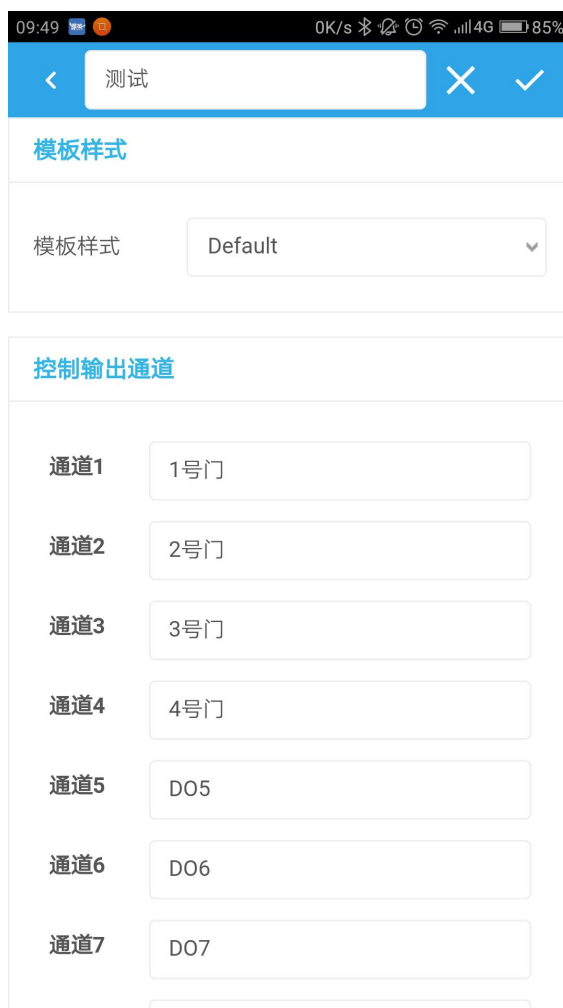 09:49 0K/s 4G 85%
测试
模板样式
模板样式 Default
控制输出通道
通道1 1号门
通道2 2号门
通道3 3号门
通道4 4号门
通道5 DO5
通道6 DO6
通道7 DO7